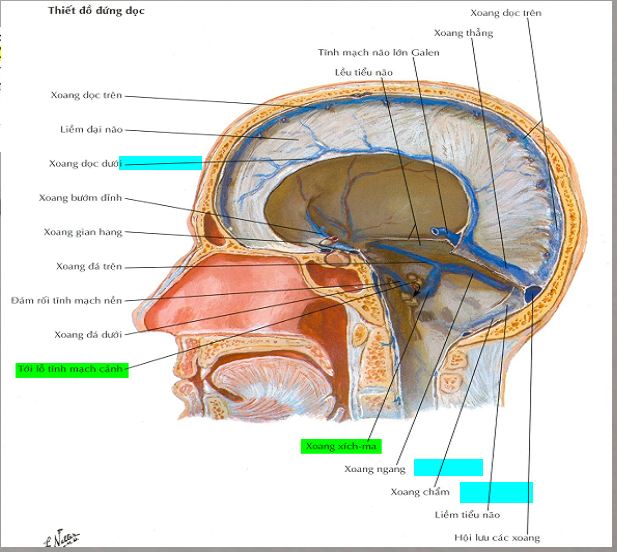 Thiết đồ đứng dọc
Xoang dọc trên
Xoang thẳng
Tĩnh mạch não lớn Galen
Lều tiểu não
Xoang dọc trên
Liềm đại não
Xoang dọc dưới
Xoang bướm đỉnh
Xoang gian hang
Xoang đá trên
Đám rối tĩnh mạch nền
Xoang đá dưới
Tới lỗ tĩnh mạch cảnh
Xoang xích-ma
Xoang ngang
Xoang chẩm
Liềm tiểu não
Hội lưu các xoang